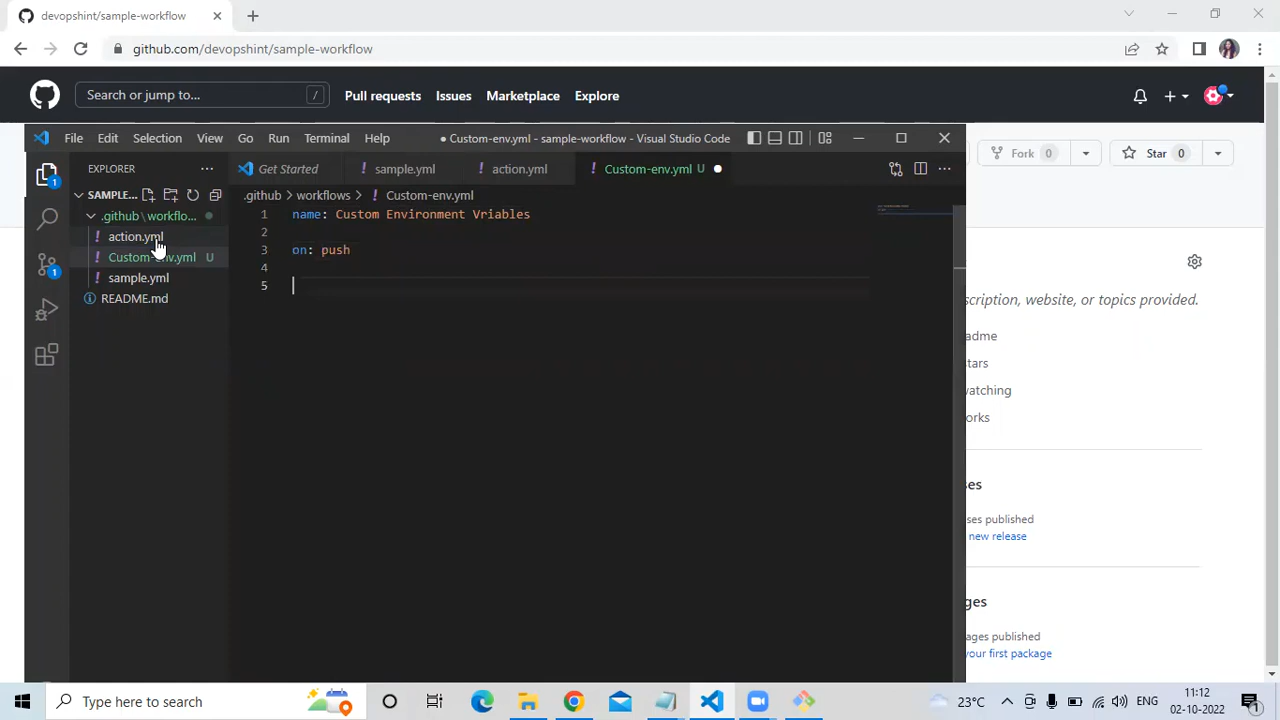 devopshint/sample-workflow
github.com/devopshint/sample-workflow
Search or jump to...
/
Pull requests
Issues
Marketplace
Explore
File
Edit
Selection
View
Go
Run
Terminal
Help
● Custom-env.yml - sample-workflow - Visual Studio Code
Fork 0
Star 0
EXPLORER
Get Started
sample.yml
action.yml
Custom-env.yml
SAMPLE...
.github > workflows > ! Custom-env.yml
.github \ workflo...
action.yml
Custom-env.yml U
sample.yml
README.md
1
1
1 name: Custom Environment Vriables
2
3 on: push
4
5
scription, website, or topics provided.
adme
stars
watching
orks
ses
ses published
new release
ges
ages published
your first package
Type here to search
23°C
ENG
11:12
02-10-2022
1